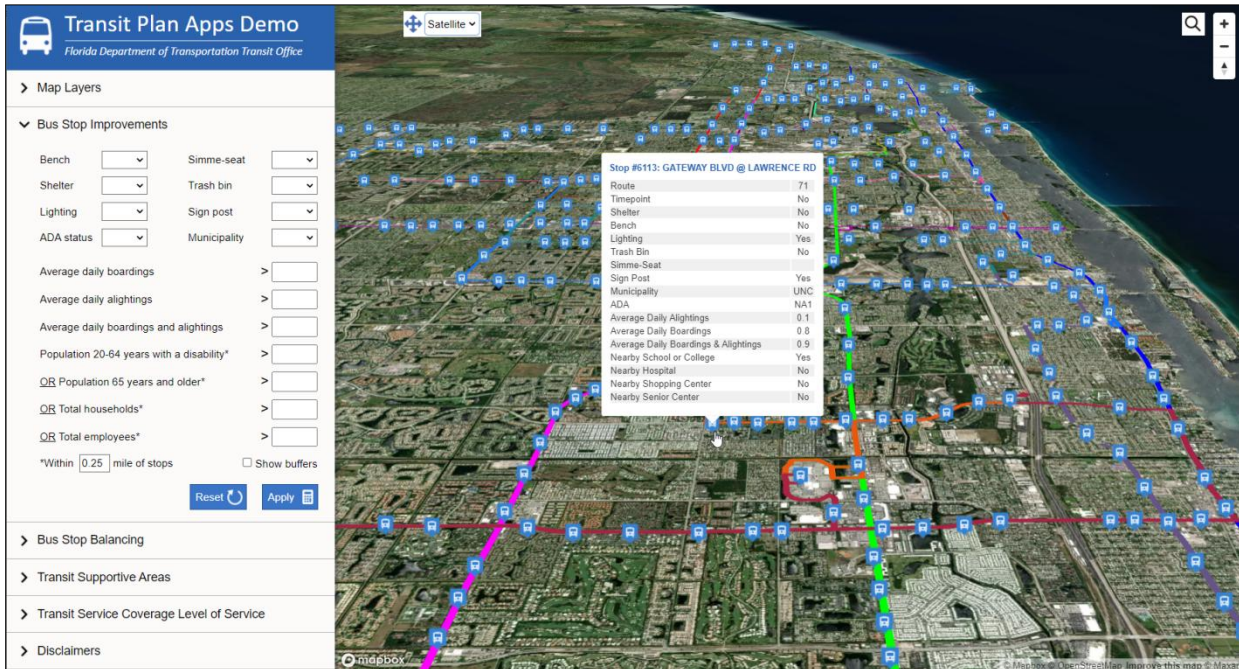 Transit Plan Apps Demo
Florida Department of Transportation Transit Office
Map Layers
Bus Stop Improvements
Bench Simme-seat
Shelter Trash bin
Lighting Sign post
ADA status Municipality
Average daily boardings >
Average daily alightings >
Average daily boardings and alightings >
Population 20-64 years with a disability* >
OR Population 65 years and older* >
OR Total households* >
OR Total employees* >
*Within 0.25 mile of stops Show buffers
Reset Apply
Bus Stop Balancing
Transit Supportive Areas
Transit Service Coverage Level of Service
Disclaimers
Satellite
Stop #6113: GATEWAY BLVD @ LAWRENCE RD
Route 71
Timepoint No
Shelter No
Bench No
Lighting Yes
Trash Bin No
Simme-Seat
Sign Post Yes
Municipality UNC
ADA NA1
Average Daily Alightings 0.1
Average Daily Boardings 0.8
Average Daily Boardings & Alightings 0.9
Nearby School or College Yes
Nearby Hospital No
Nearby Shopping Center No
Nearby Senior Center No
mapbox
© Mapbox © OpenStreetMap Improve this map © Maxar